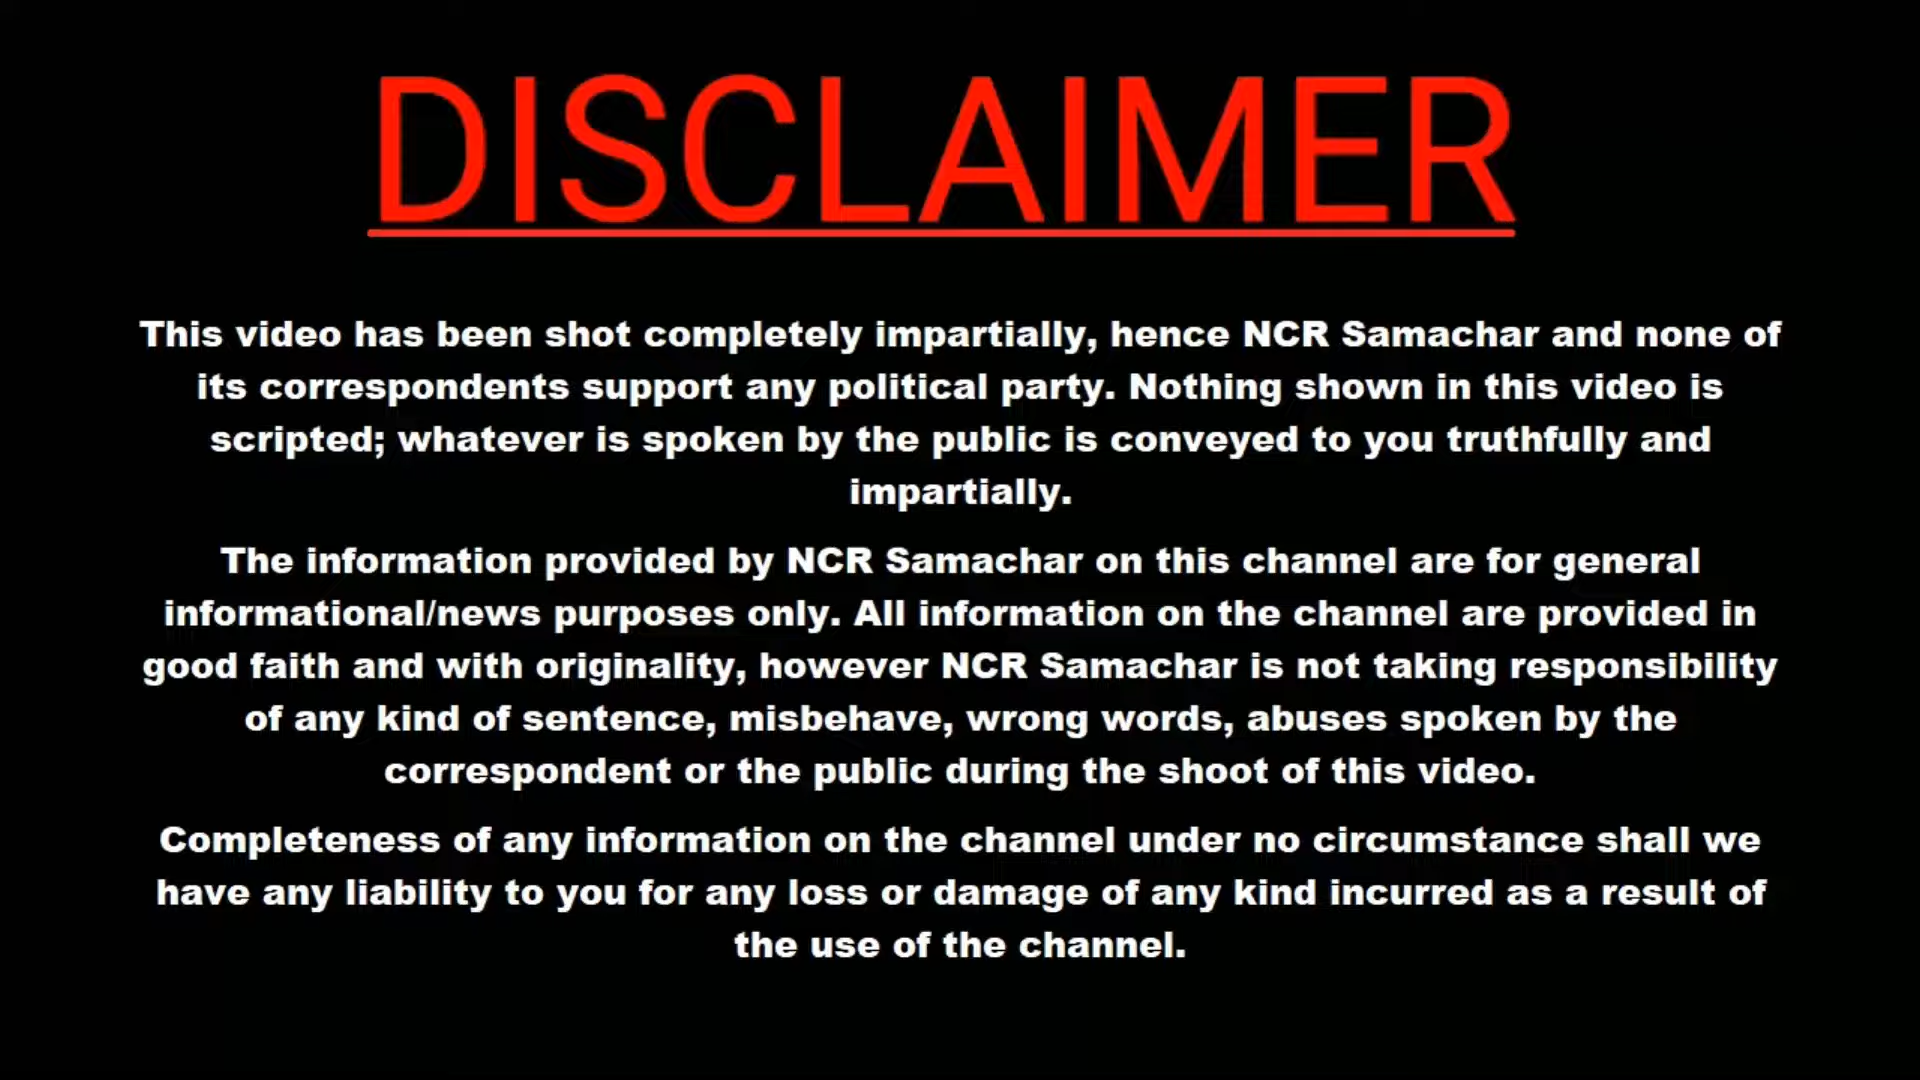 DISCLAIMER
This video has been shot completely impartially, hence NCR Samachar and none of
its correspondents support any political party. Nothing shown in this video is
scripted; whatever is spoken by the public is conveyed to you truthfully and
impartially.
The information provided by NCR Samachar on this channel are for general
informational/news purposes only. All information on the channel are provided in
good faith and with originality, however NCR Samachar is not taking responsibility
of any kind of sentence, misbehave, wrong words, abuses spoken by the
correspondent or the public during the shoot of this video.
Completeness of any information on the channel under no circumstance shall we
have any liability to you for any loss or damage of any kind incurred as a result of
the use of the channel.